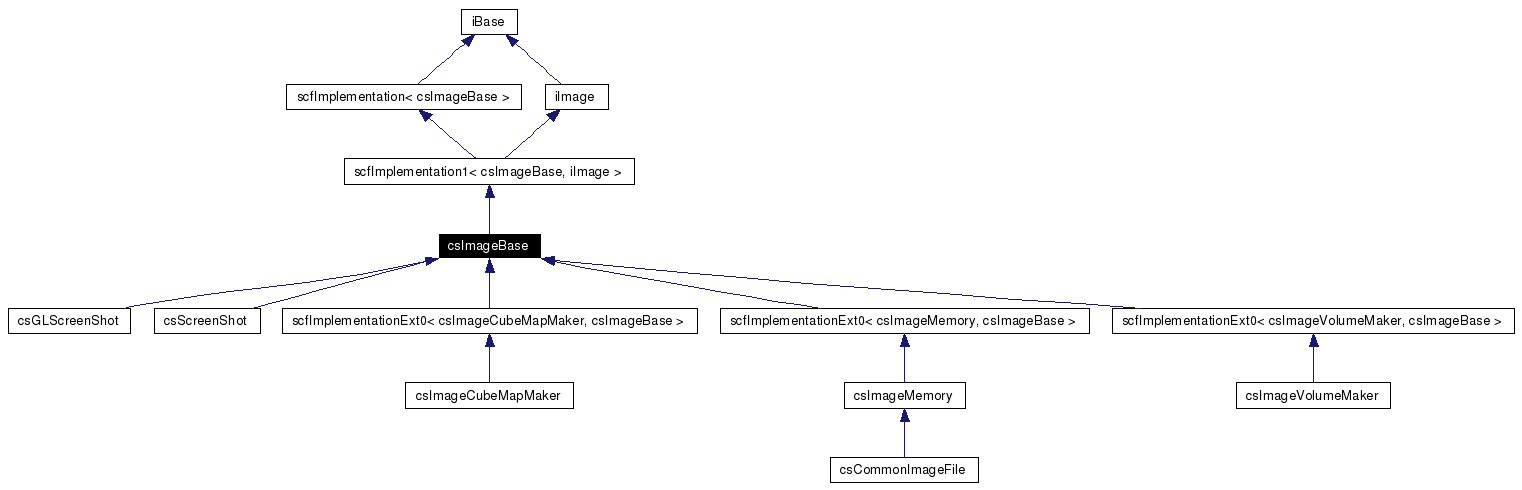 iBase
scfImplementation< csImageBase >
iImage
scfImplementation1< csImageBase, iImage >
csImageBase
csGLScreenShot
csScreenShot
scfImplementationExt0< csImageCubeMapMaker, csImageBase >
scfImplementationExt0< csImageMemory, csImageBase >
scfImplementationExt0< csImageVolumeMaker, csImageBase >
csImageCubeMapMaker
csImageMemory
csImageVolumeMaker
csCommonImageFile